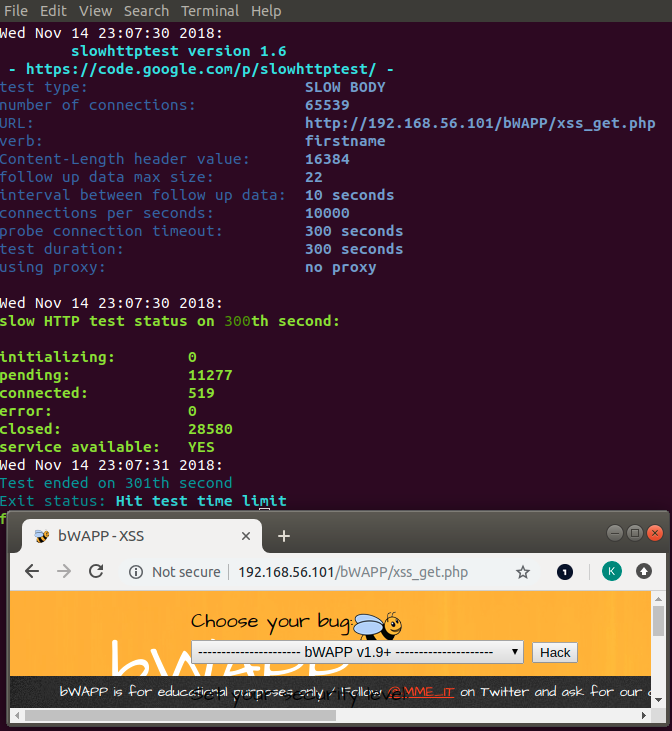 File Edit View Search Terminal Help
Wed Nov 14 23:07:30 2018:
slowhttptest version 1.6
- https://code.google.com/p/slowhttptest/ -
test type: SLOW BODY
number of connections: 65539
URL: http://192.168.56.101/bWAPP/xss_get.php
verb: firstname
Content-Length header value: 16384
follow up data max size: 22
interval between follow up data: 10 seconds
connections per seconds: 10000
probe connection timeout: 300 seconds
test duration: 300 seconds
using proxy: no proxy
Wed Nov 14 23:07:30 2018:
slow HTTP test status on 300th second:
initializing: 0
pending: 11277
connected: 519
error: 0
closed: 28580
service available: YES
Wed Nov 14 23:07:31 2018:
Test ended on 301th second
Exit status: Hit test time limit
f
bWAPP - XSS
Not secure 192.168.56.101/bWAPP/xss_get.php
1
K
Choose your bug:
bWAPP
--------------------- bWAPP v1.9+ --------------------- Hack
Set your security level:
bWAPP is for educational purposes only / Follow @MME_IT on Twitter and ask for our